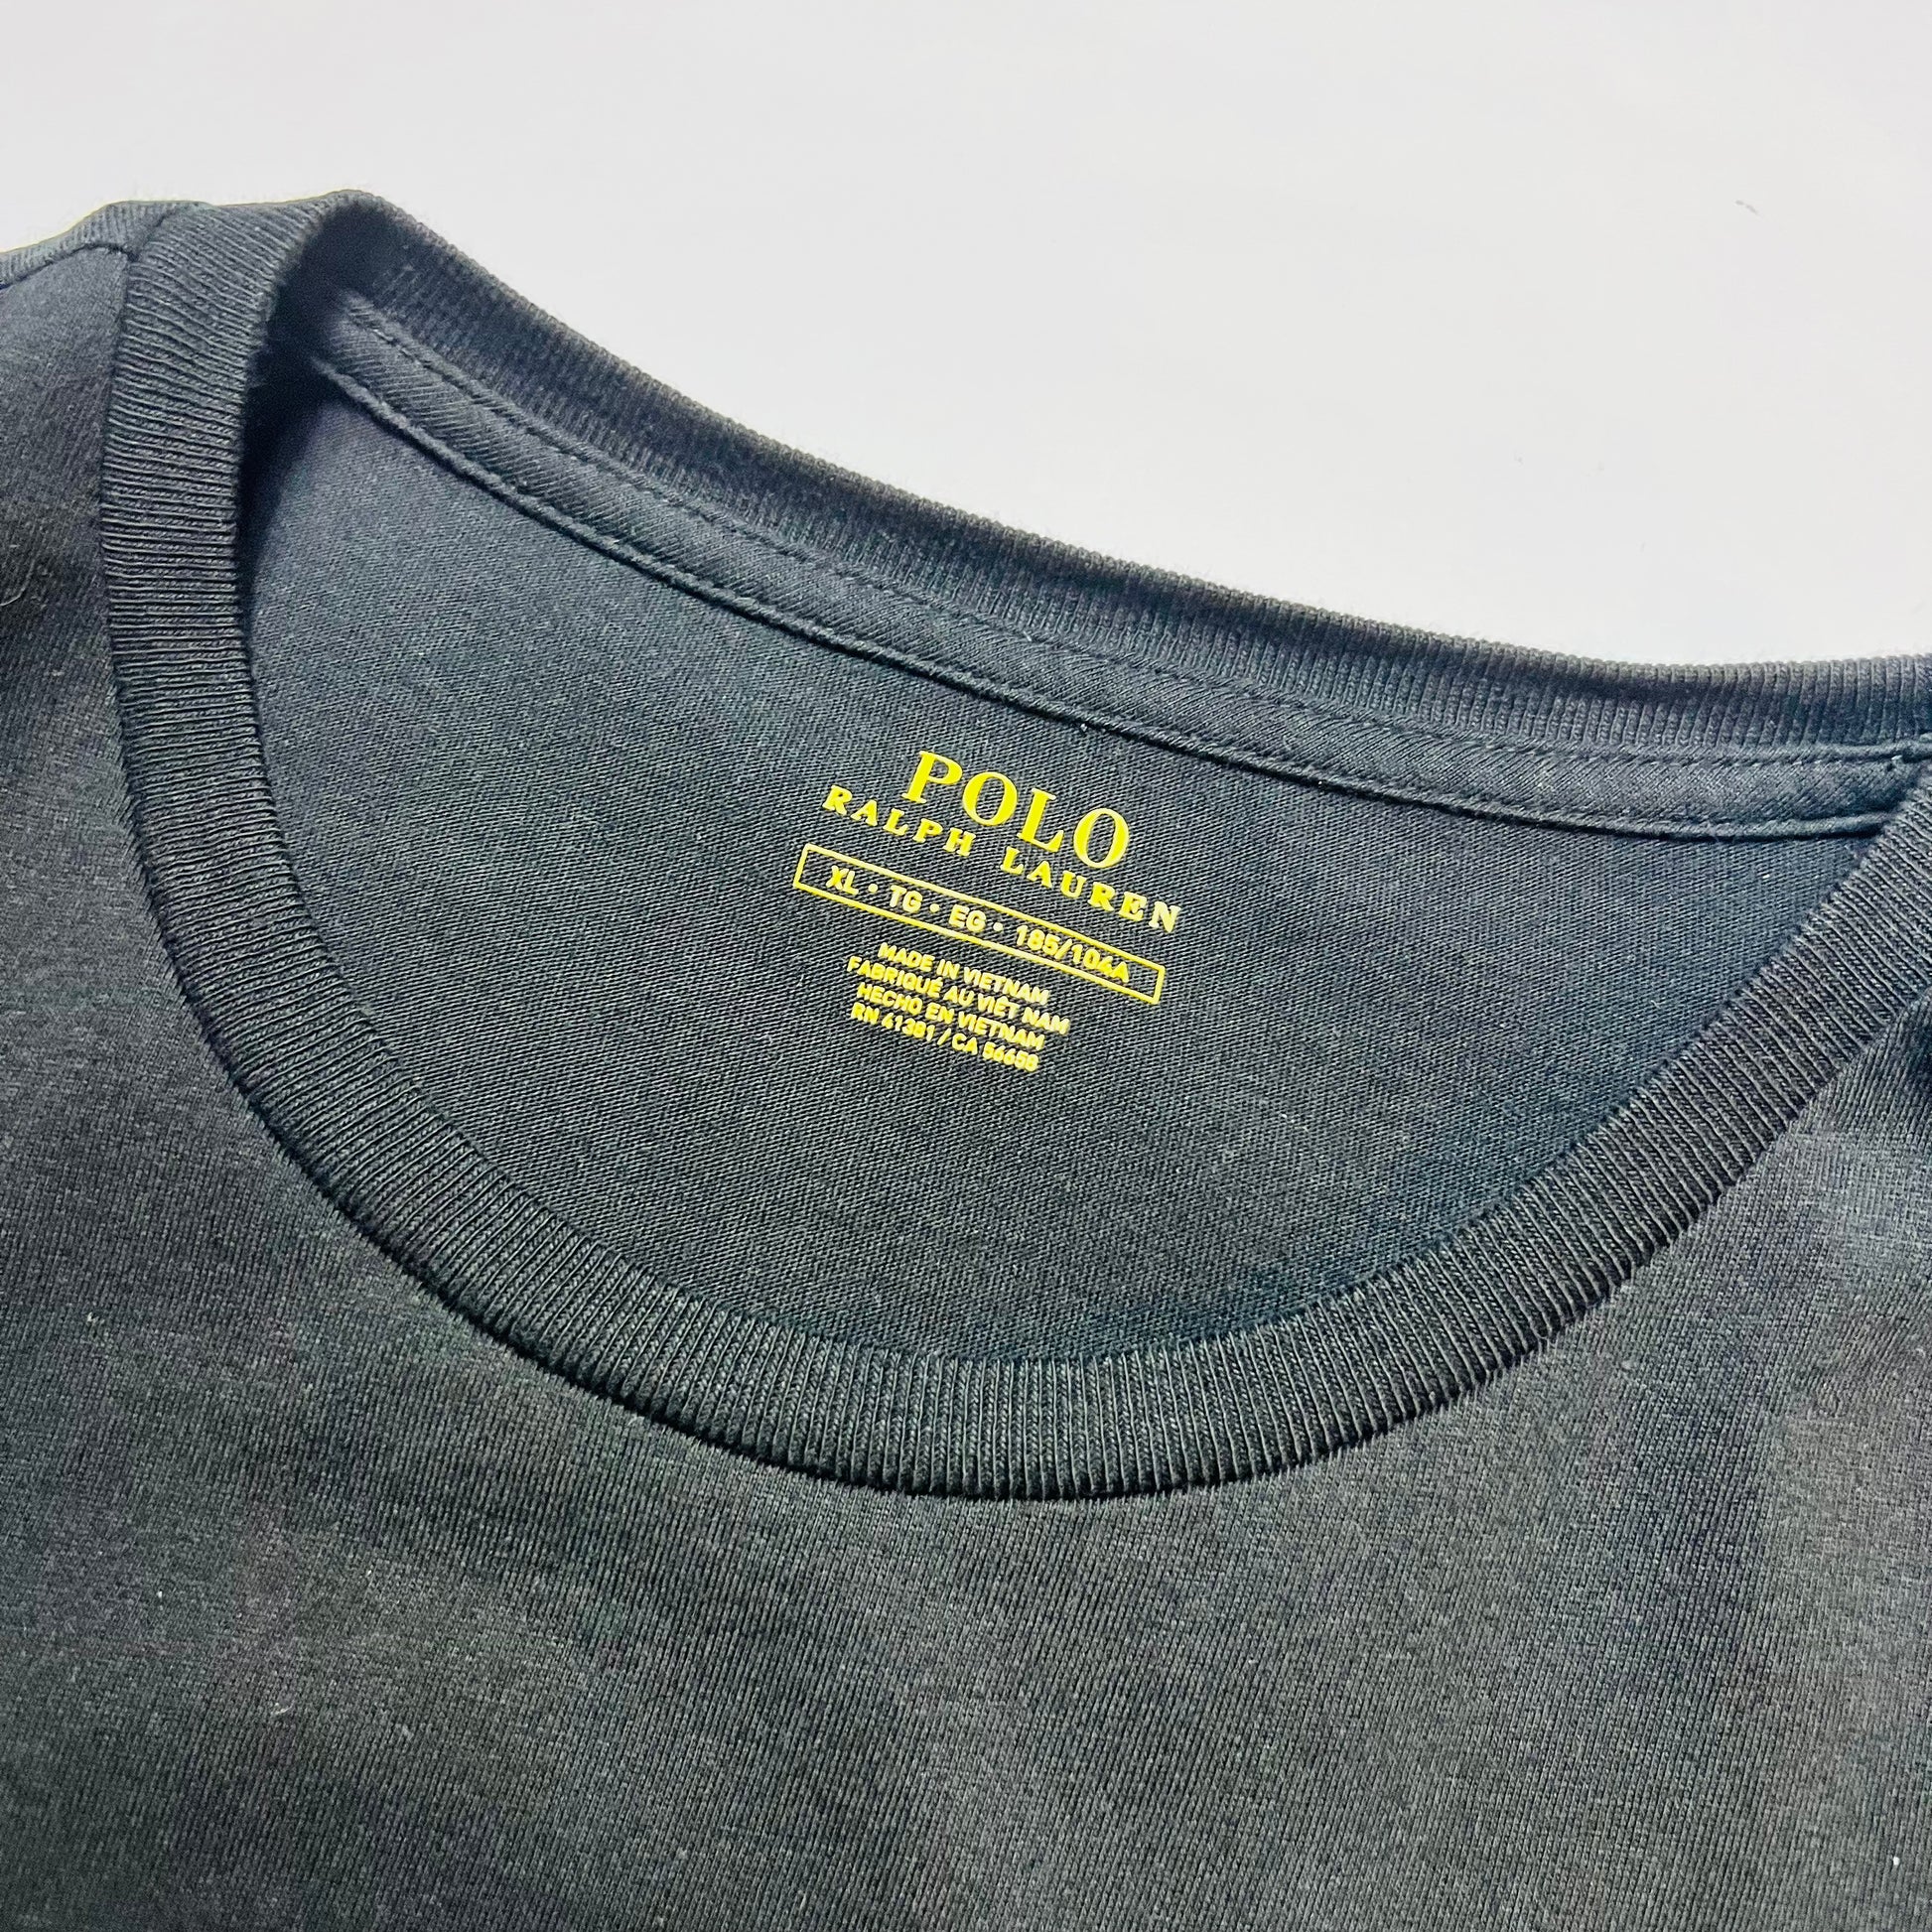 POLO
RALPH LAUREN
XL • TG • EG • 185/104A
MADE IN VIETNAM
FABRIQUÉ AU VIÊT NAM
HECHO EN VIETNAM
RN 41381 / CA 56658